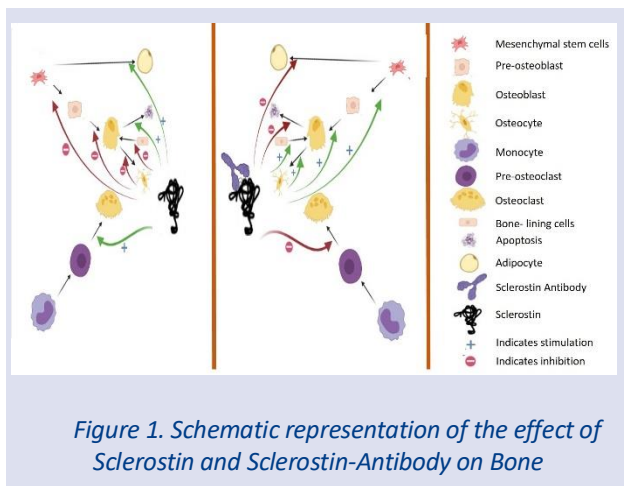 Mesenchymal stem cells
Pre-osteoblast
Osteoblast
Osteocyte
Monocyte
Pre-osteoclast
Osteoclast
Bone- lining cells
Apoptosis
Adipocyte
Sclerostin Antibody
Sclerostin
Indicates stimulation
Indicates inhibition
Figure 1. Schematic representation of the effect of
Sclerostin and Sclerostin-Antibody on Bone